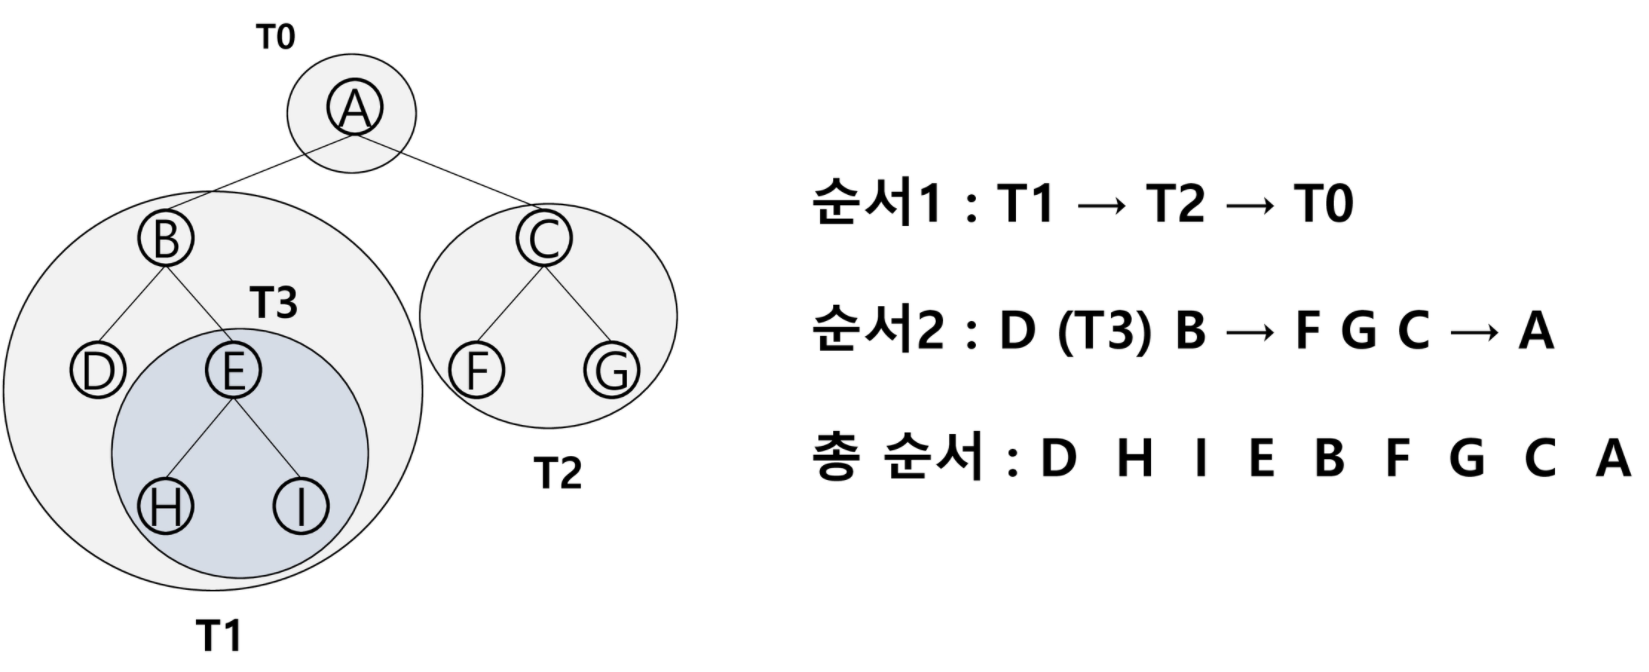 T0
A
B
C
T3
D
E
F
G
H
I
T2
T1
순서1 : T1 → T2 → T0
순서2 : D (T3) B → F G C → A
총 순서 : D H I E B F G C A